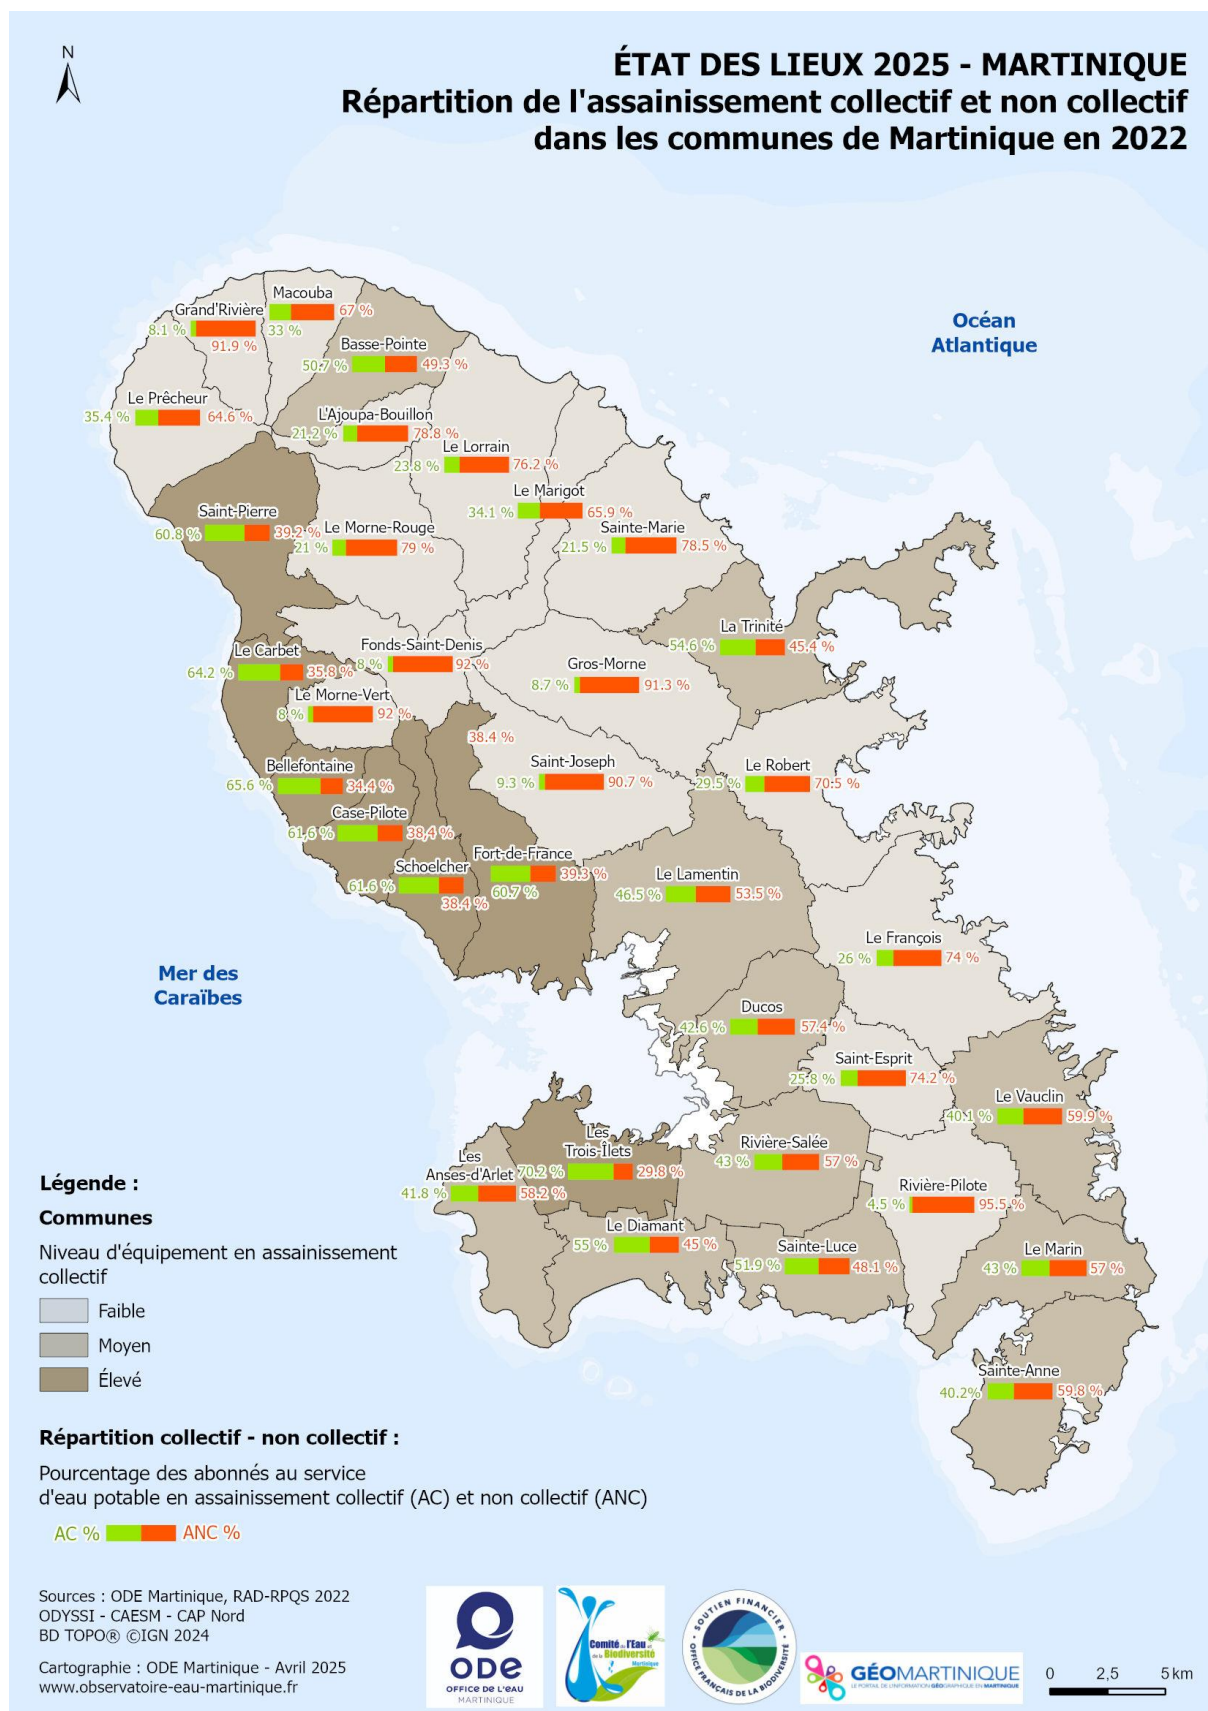 N
ÉTAT DES LIEUX 2025 - MARTINIQUE
Répartition de l'assainissement collectif et non collectif
dans les communes de Martinique en 2022
Océan
Atlantique
Macouba
33 % 67 %
Grand'Rivière
8.1 % 91.9 %
Basse-Pointe
50.7 % 49.3 %
Le Prêcheur
35.4 % 64.6 %
L'Ajoupa-Bouillon
21.2 % 78.8 %
Le Lorrain
23.8 % 76.2 %
Le Marigot
34.1 % 65.9 %
Saint-Pierre
60.8 % 39.2 %
Le Morne-Rouge
21 % 79 %
Sainte-Marie
21.5 % 78.5 %
La Trinité
54.6 % 45.4 %
Le Carbet
64.2 % 35.8 %
Fonds-Saint-Denis
8 % 92 %
Gros-Morne
8.7 % 91.3 %
Le Morne-Vert
8 % 92 %
38.4 %
Saint-Joseph
9.3 % 90.7 %
Le Robert
29.5 % 70.5 %
Bellefontaine
65.6 % 34.4 %
Case-Pilote
61,6 % 38,4 %
Schoelcher
61.6 % 38.4 %
Fort-de-France
60.7 % 39.3 %
Le Lamentin
46.5 % 53.5 %
Le François
26 % 74 %
Mer des
Caraïbes
Ducos
42.6 % 57.4 %
Saint-Esprit
25.8 % 74.2 %
Le Vauclin
40.1 % 59.9 %
Les
Trois-Îlets
70.2 % 29.8 %
Rivière-Salée
43 % 57 %
Les
Anses-d'Arlet
41.8 % 58.2 %
Rivière-Pilote
4.5 % 95.5 %
Le Diamant
55 % 45 %
Sainte-Luce
51.9 % 48.1 %
Le Marin
43 % 57 %
Sainte-Anne
40.2% 59.8 %
Légende :
Communes
Niveau d'équipement en assainissement
collectif
Faible
Moyen
Élevé
Répartition collectif - non collectif :
Pourcentage des abonnés au service
d'eau potable en assainissement collectif (AC) et non collectif (ANC)
AC % ANC %
Sources : ODE Martinique, RAD-RPQS 2022
ODYSSI - CAESM - CAP Nord
BD TOPO® ©IGN 2024
Cartographie : ODE Martinique - Avril 2025
www.observatoire-eau-martinique.fr
ODe
OFFICE DE L'EAU
MARTINIQUE
Comité de l'Eau et
de la Biodiversité
Martinique
SOUTIEN FINANCIER
OFFICE FRANÇAIS DE LA BIODIVERSITÉ
GÉOMARTINIQUE
LE PORTAIL DE L'INFORMATION GÉOGRAPHIQUE EN MARTINIQUE
0 2,5 5 km